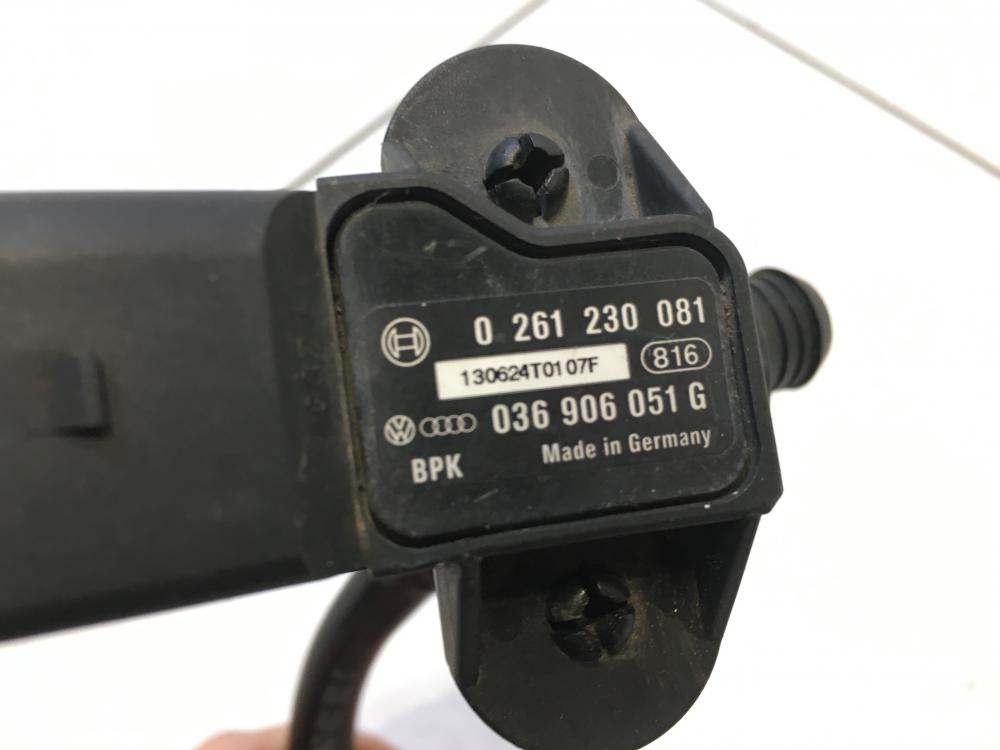 0 261 230 081
130624T0107F
816
036 906 051 G
BPK
Made in Germany